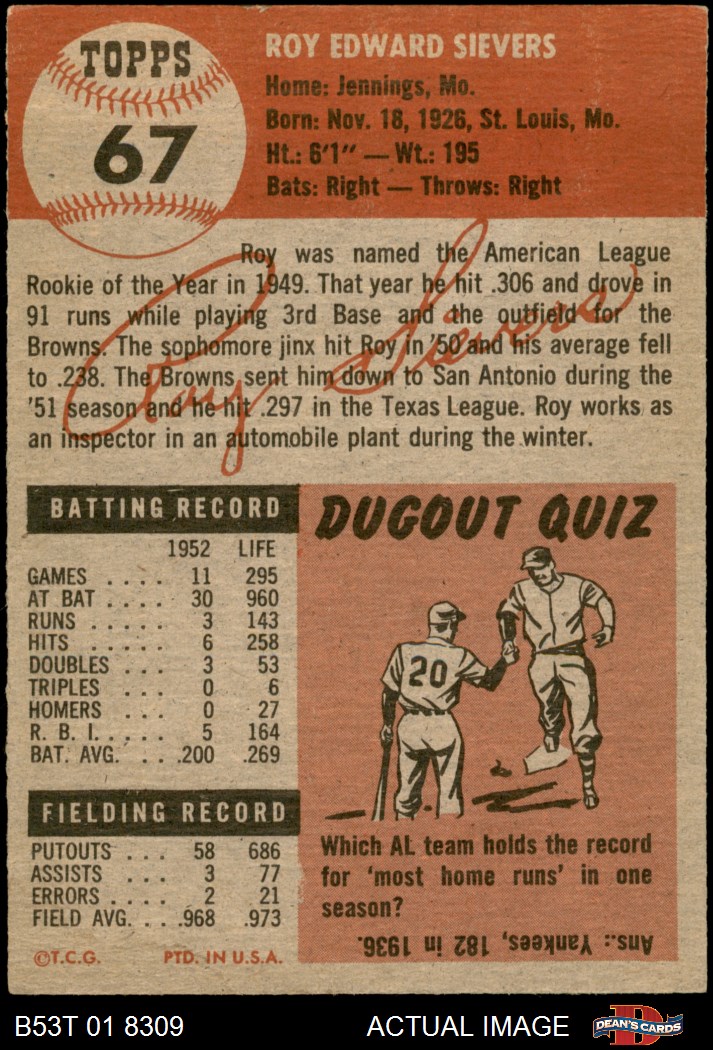 TOPPS
67
ROY EDWARD SIEVERS
Home: Jennings, Mo.
Born: Nov. 18, 1926, St. Louis, Mo.
Ht.: 6'1" — Wt.: 195
Bats: Right — Throws: Right
Roy was named the American League
Rookie of the Year in 1949. That year he hit .306 and drove in
91 runs while playing 3rd Base and the outfield for the
Browns. The sophomore jinx hit Roy in '50 and his average fell
to .238. The Browns sent him down to San Antonio during the
'51 season and he hit .297 in the Texas League. Roy works as
an inspector in an automobile plant during the winter.
Roy Sievers
BATTING RECORD
1952 LIFE
GAMES .... 11 295
AT BAT .... 30 960
RUNS ..... 3 143
HITS ..... 6 258
DOUBLES ... 3 53
TRIPLES ... 0 6
HOMERS ... 0 27
R. B. I. .... 5 164
BAT. AVG. ... .200 .269
FIELDING RECORD
PUTOUTS ... 58 686
ASSISTS ... 3 77
ERRORS .... 2 21
FIELD AVG. ... .968 .973
©T.C.G. PTD. IN U.S.A.
DUGOUT QUIZ
20
Which AL team holds the record
for 'most home runs' in one
season?
Ans.: Yankees, 182 in 1936.
B53T 01 8309 ACTUAL IMAGE
D
DEAN'S CARDS